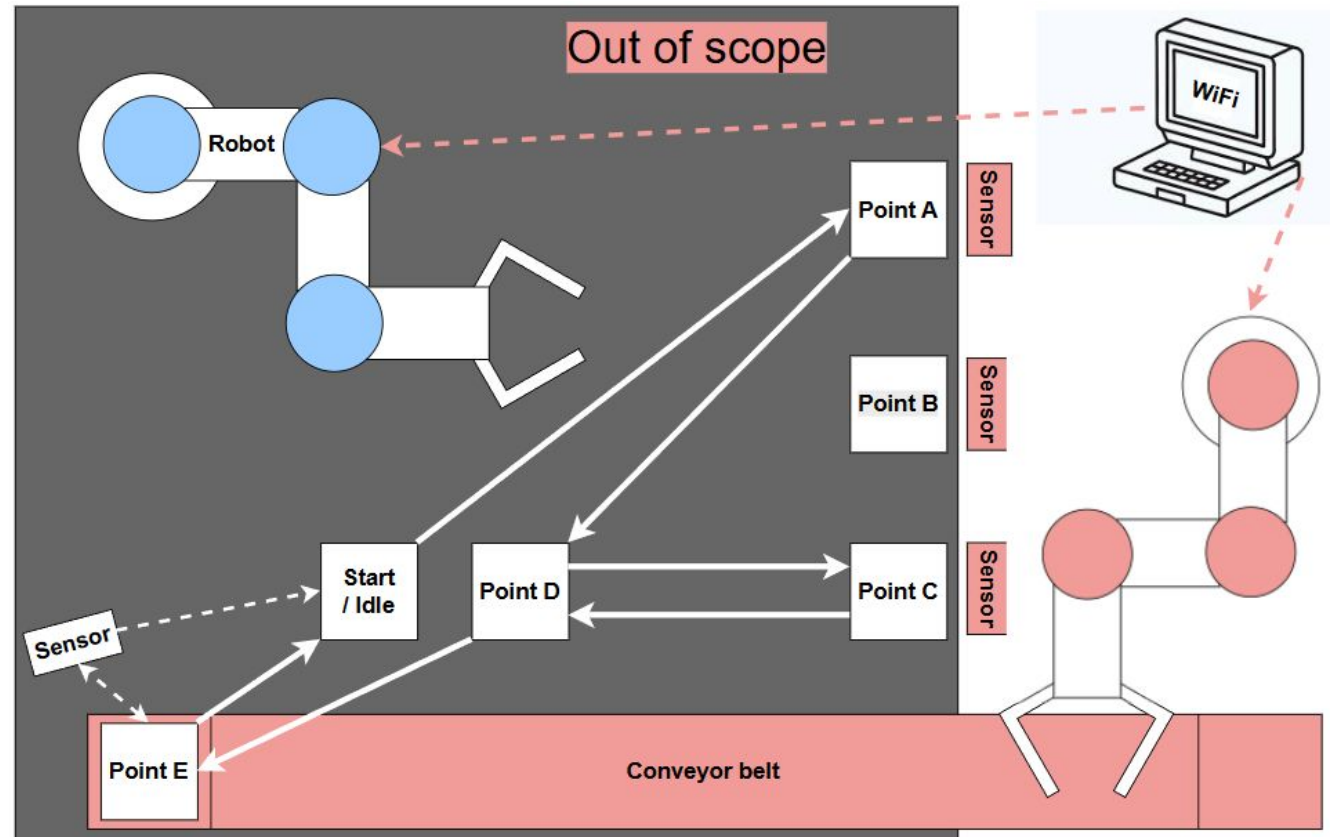 Out of scope
WiFi
Robot
Point A
Sensor
Point B
Sensor
Start
/ Idle
Point D
Point C
Sensor
Sensor
Point E
Conveyor belt